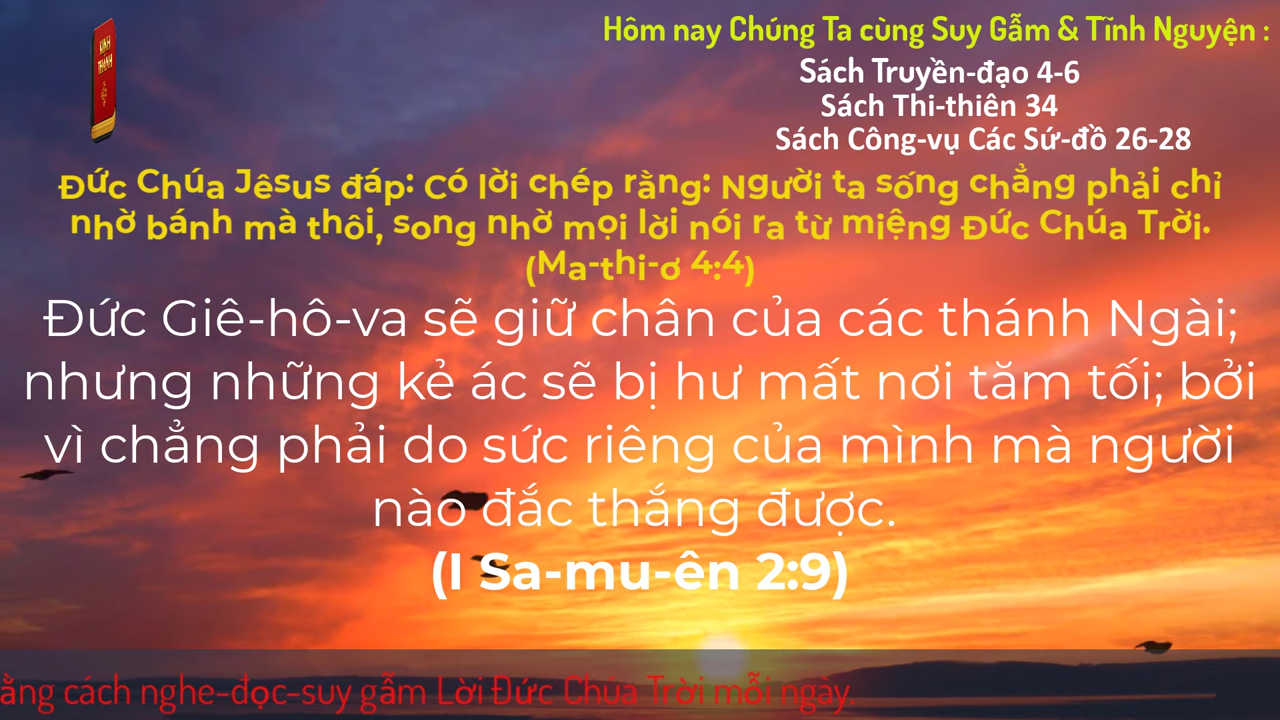 KINH
THÁNH
Hôm nay Chúng Ta cùng Suy Gẫm & Tĩnh Nguyện :
Sách Truyền-đạo 4-6
Sách Thi-thiên 34
Sách Công-vụ Các Sứ-đồ 26-28
Đức Chúa Jêsus đáp: Có lời chép rằng: Người ta sống chẳng phải chỉ
nhờ bánh mà thôi, song nhờ mọi lời nói ra từ miệng Đức Chúa Trời.
(Ma-thi-ơ 4:4)
Đức Giê-hô-va sẽ giữ chân của các thánh Ngài;
nhưng những kẻ ác sẽ bị hư mất nơi tăm tối; bởi
vì chẳng phải do sức riêng của mình mà người
nào đắc thắng được.
(I Sa-mu-ên 2:9)
ằng cách nghe-đọc-suy gẫm Lời Đức Chúa Trời mỗi ngày.